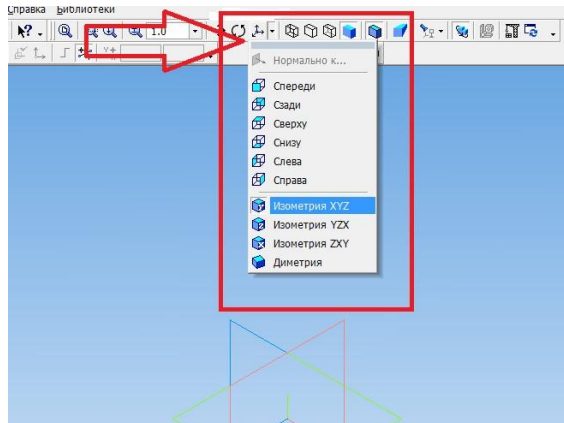 Справка Библиотеки
1.0
Нормально к...
Спереди
Сзади
Сверху
Снизу
Слева
Справа
Изометрия XYZ
Изометрия YZX
Изометрия ZXY
Диметрия